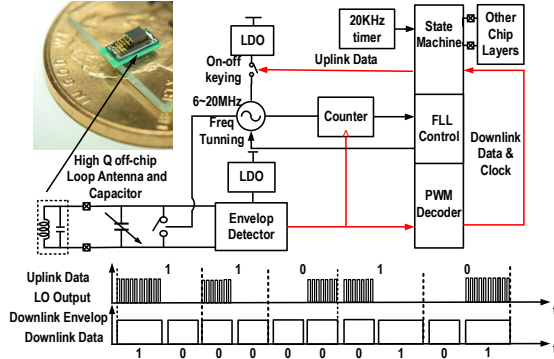 LDO
20KHz
timer
State
Machine
Other
Chip
Layers
On-off
keying
Uplink Data
6~20MHz
Freq
Tunning
Counter
FLL
Control
Downlink
Data &
Clock
High Q off-chip
Loop Antenna and
Capacitor
LDO
Envelop
Detector
PWM
Decoder
Uplink Data 1 1 0 1 0
LO Output
t
Downlink Envelop
Downlink Data
t
1 0 0 0 0 0 1 0 1